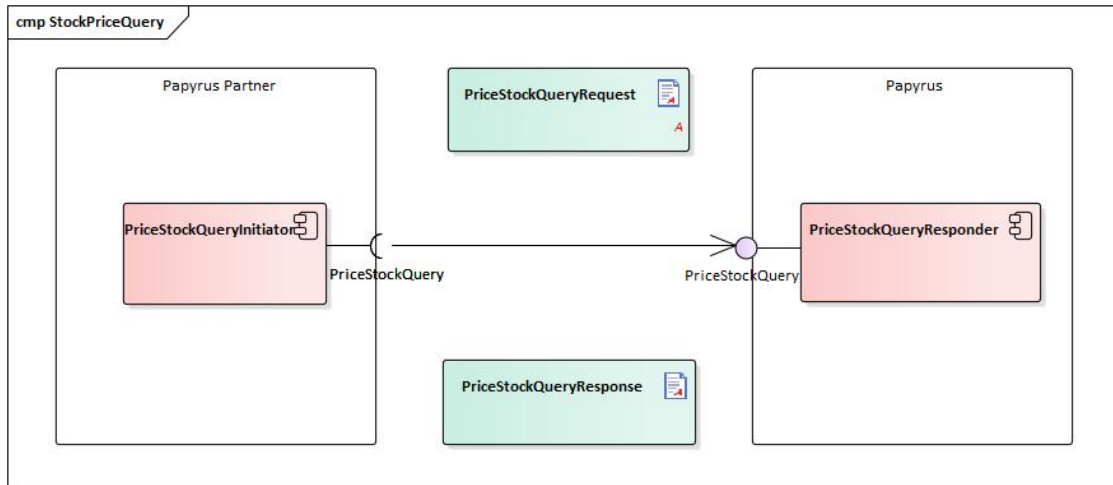 cmp StockPriceQuery
Papyrus Partner
PriceStockQueryRequest
A
Papyrus
PriceStockQueryInitiator
PriceStockQueryResponder
PriceStockQuery
PriceStockQuery
PriceStockQueryResponse